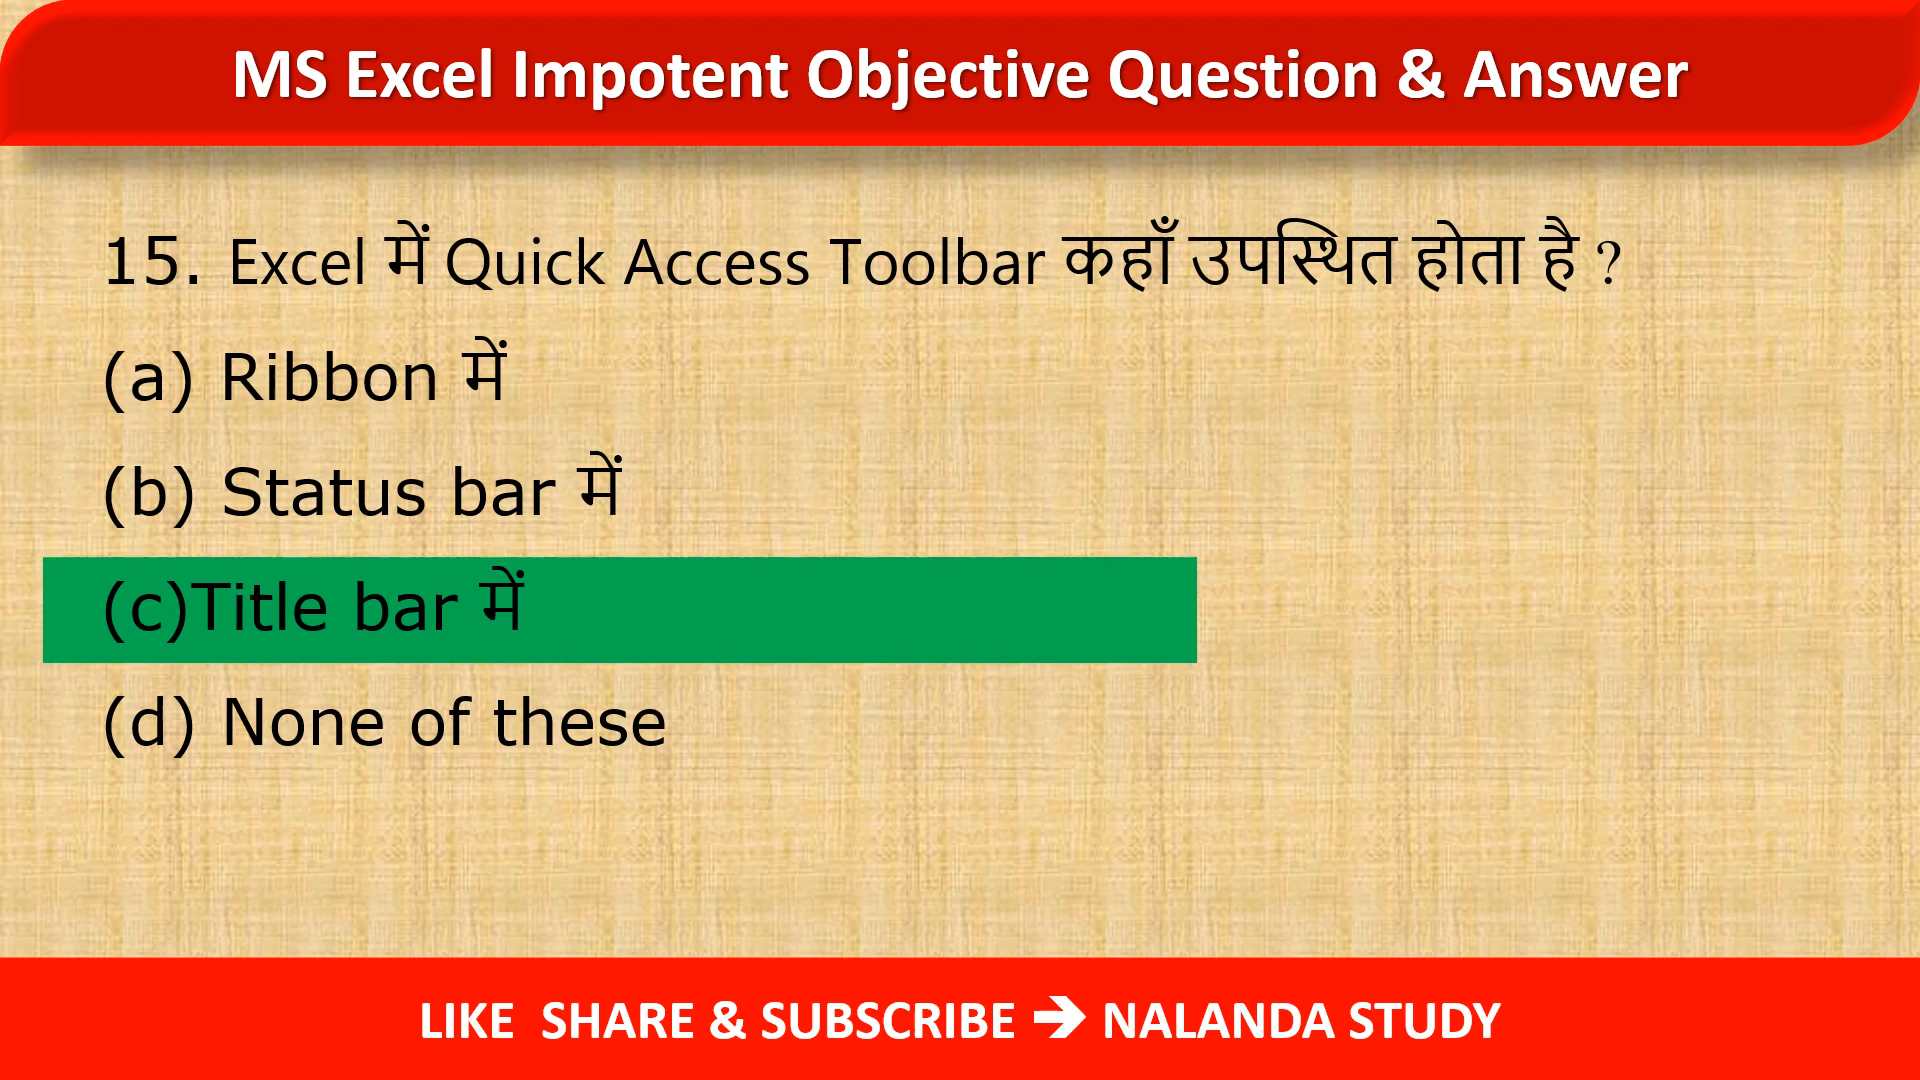 MS Excel Impotent Objective Question & Answer
15. Excel में Quick Access Toolbar कहाँ उपस्थित होता है ?
(a) Ribbon में
(b) Status bar में
(c)Title bar में
(d) None of these
LIKE SHARE & SUBSCRIBE → NALANDA STUDY